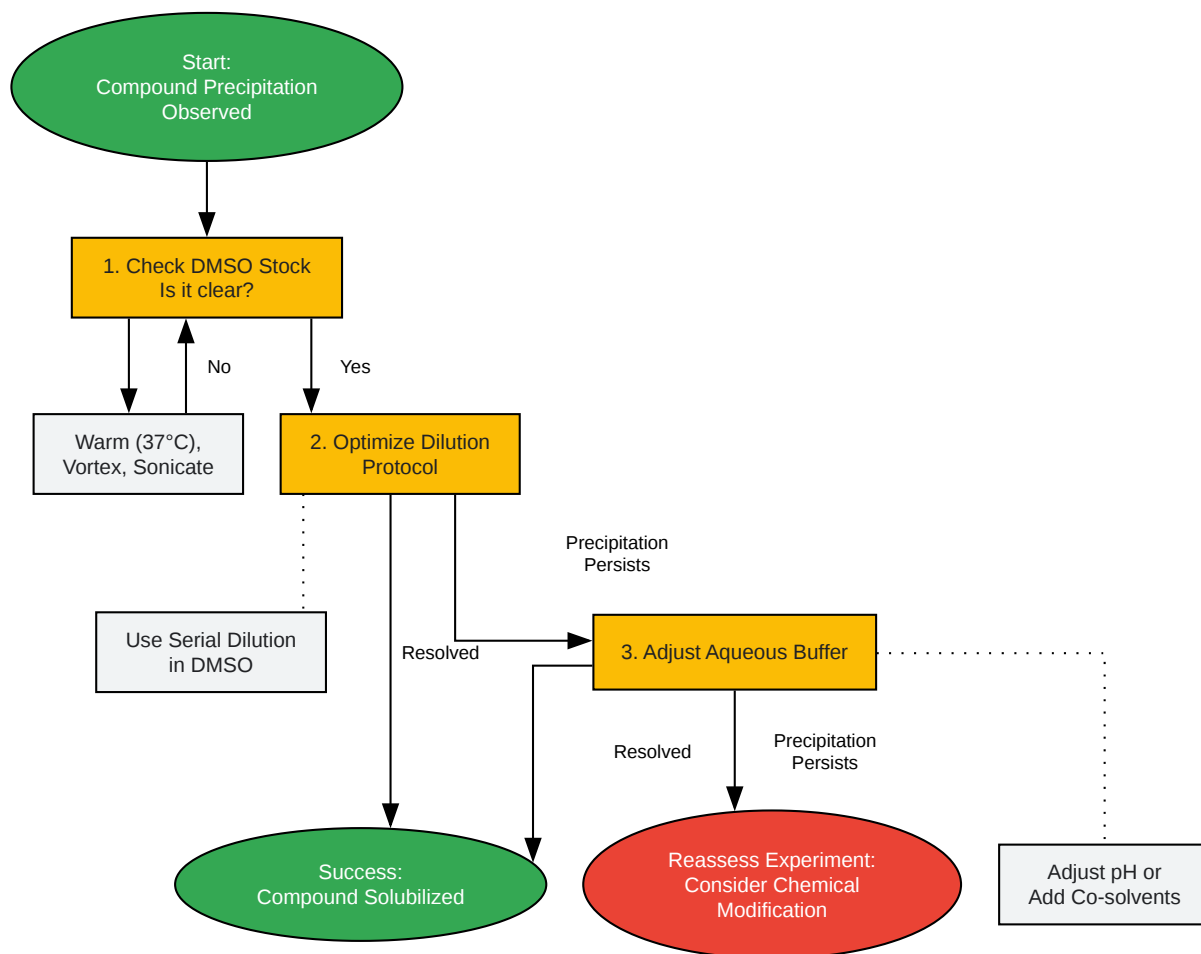 Start:
Compound Precipitation
Observed
1. Check DMSO Stock
Is it clear?
No
Yes
Warm (37°C),
Vortex, Sonicate
2. Optimize Dilution
Protocol
Precipitation
Persists
Use Serial Dilution
in DMSO
Resolved
3. Adjust Aqueous Buffer
Resolved
Precipitation
Persists
Success:
Compound Solubilized
Reassess Experiment:
Consider Chemical
Modification
Adjust pH or
Add Co-solvents